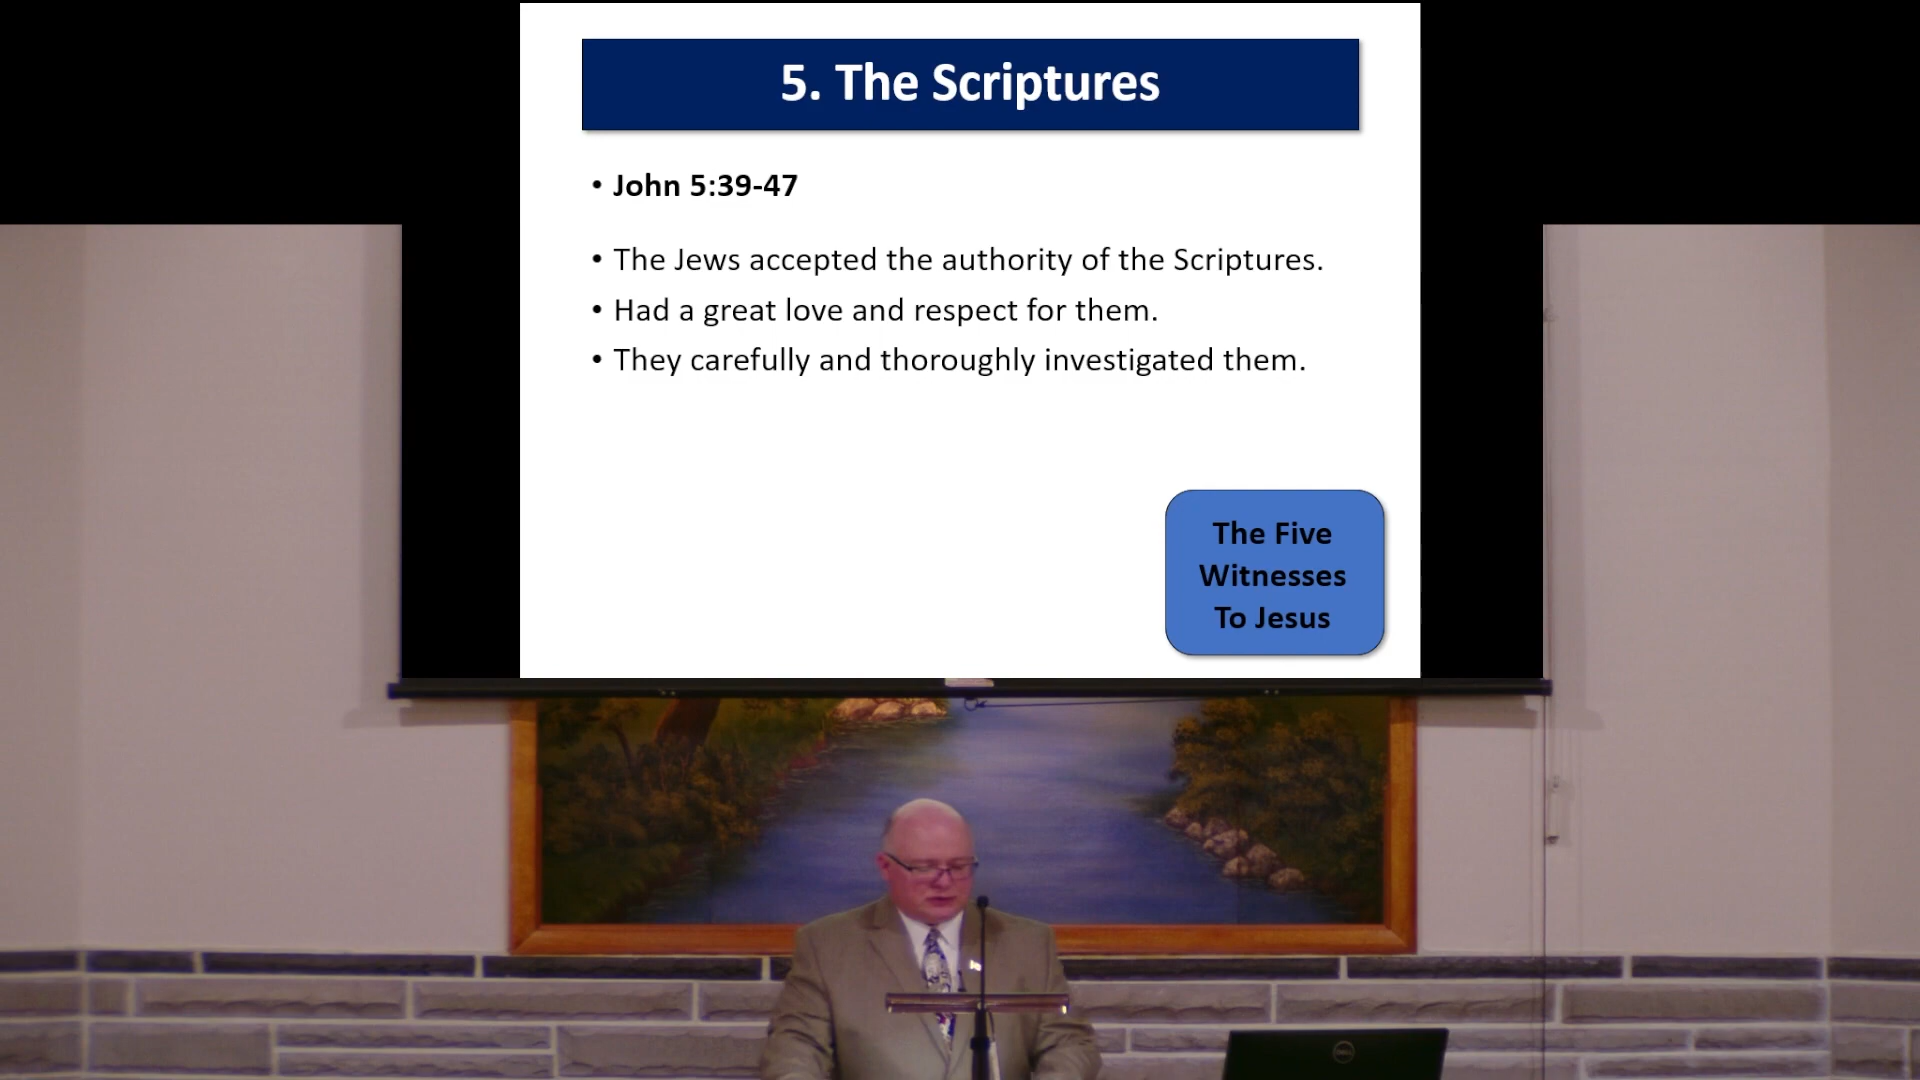 5. The Scriptures
• John 5:39-47
• The Jews accepted the authority of the Scriptures.
• Had a great love and respect for them.
• They carefully and thoroughly investigated them.
The Five
Witnesses
To Jesus
DELL